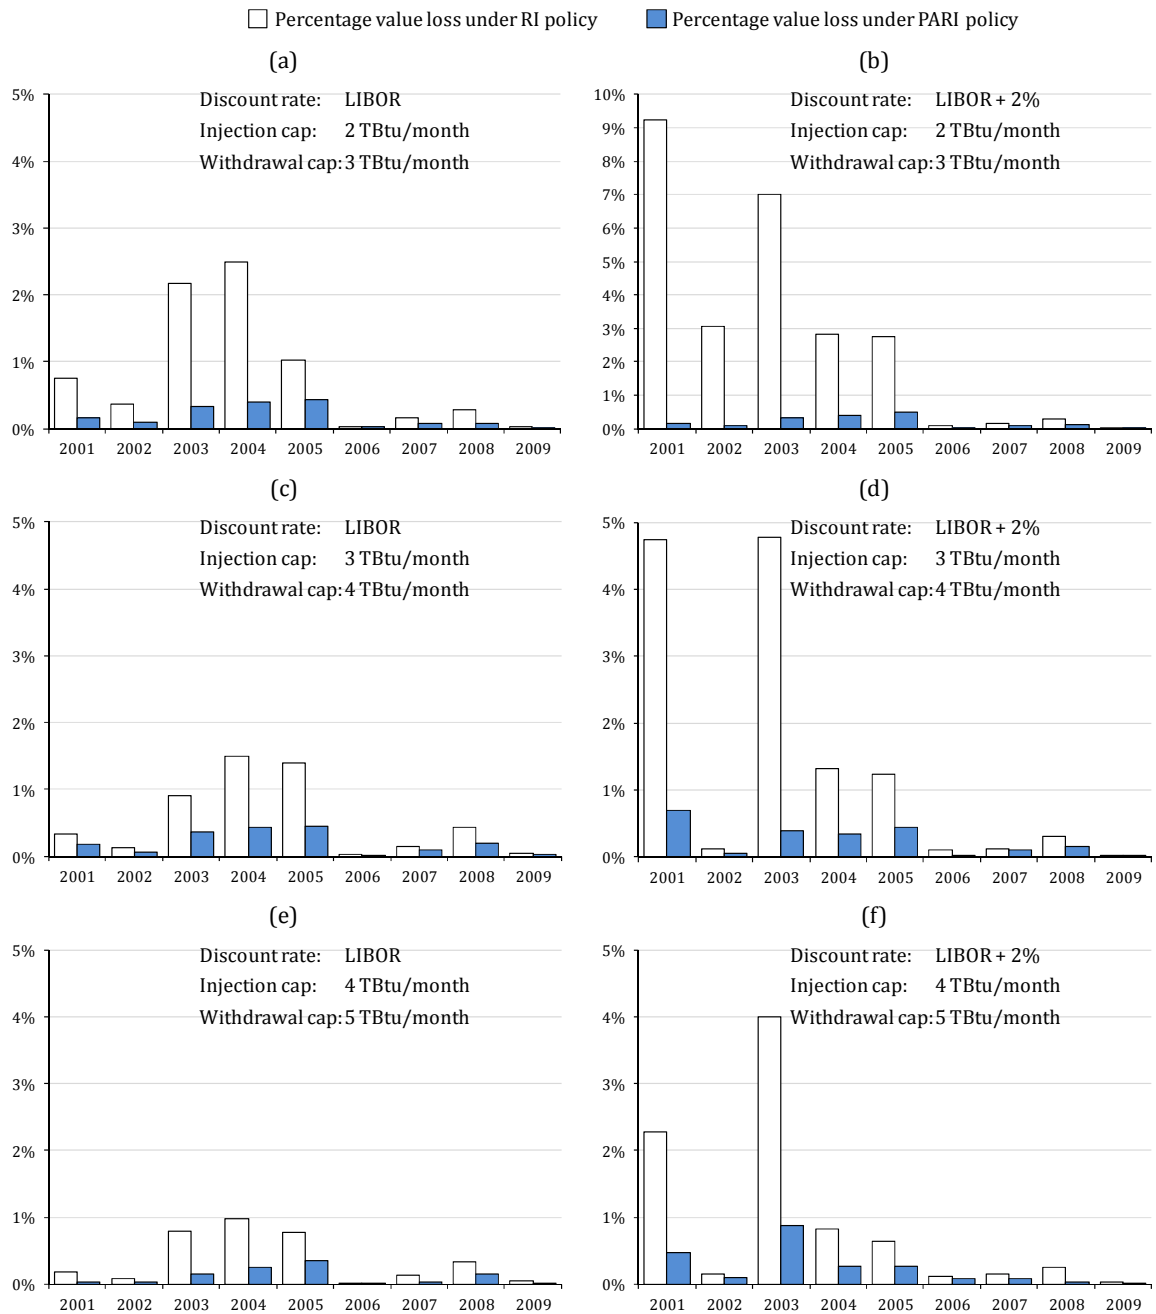 Percentage value loss under RI policy Percentage value loss under PARI policy
(a)
5%
4%
3%
2%
1%
0%
Discount rate: LIBOR
Injection cap: 2 TBtu/month
Withdrawal cap: 3 TBtu/month
2001 2002 2003 2004 2005 2006 2007 2008 2009
(b)
10%
9%
8%
7%
6%
5%
4%
3%
2%
1%
0%
Discount rate: LIBOR + 2%
Injection cap: 2 TBtu/month
Withdrawal cap: 3 TBtu/month
2001 2002 2003 2004 2005 2006 2007 2008 2009
(c)
5%
4%
3%
2%
1%
0%
Discount rate: LIBOR
Injection cap: 3 TBtu/month
Withdrawal cap: 4 TBtu/month
2001 2002 2003 2004 2005 2006 2007 2008 2009
(d)
5%
4%
3%
2%
1%
0%
Discount rate: LIBOR + 2%
Injection cap: 3 TBtu/month
Withdrawal cap: 4 TBtu/month
2001 2002 2003 2004 2005 2006 2007 2008 2009
(e)
5%
4%
3%
2%
1%
0%
Discount rate: LIBOR
Injection cap: 4 TBtu/month
Withdrawal cap: 5 TBtu/month
2001 2002 2003 2004 2005 2006 2007 2008 2009
(f)
5%
4%
3%
2%
1%
0%
Discount rate: LIBOR + 2%
Injection cap: 4 TBtu/month
Withdrawal cap: 5 TBtu/month
2001 2002 2003 2004 2005 2006 2007 2008 2009